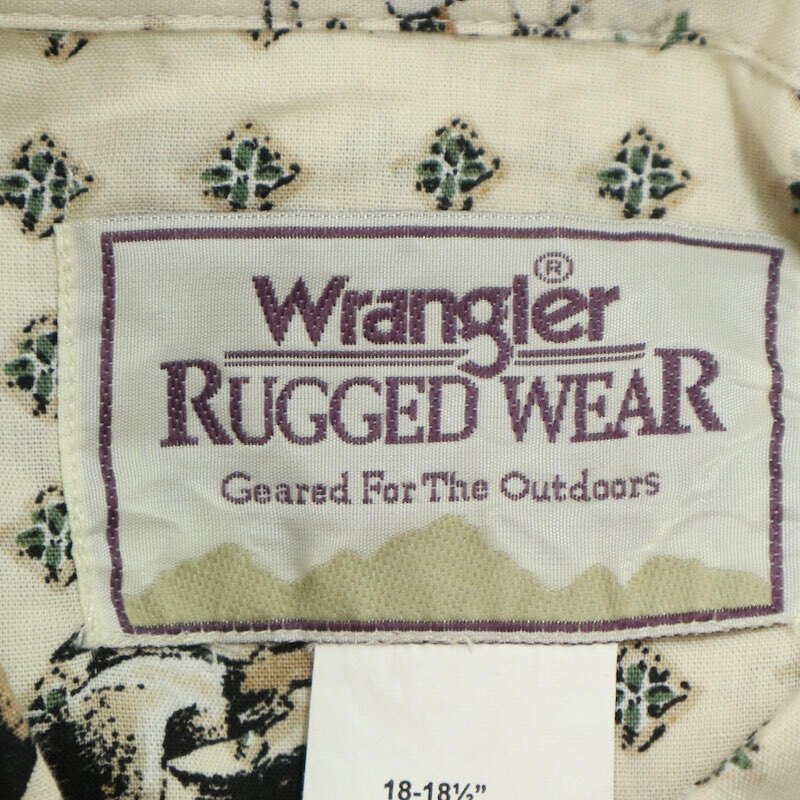 Wrangler®
RUGGED WEAR
Geared For The Outdoors
18-18½"